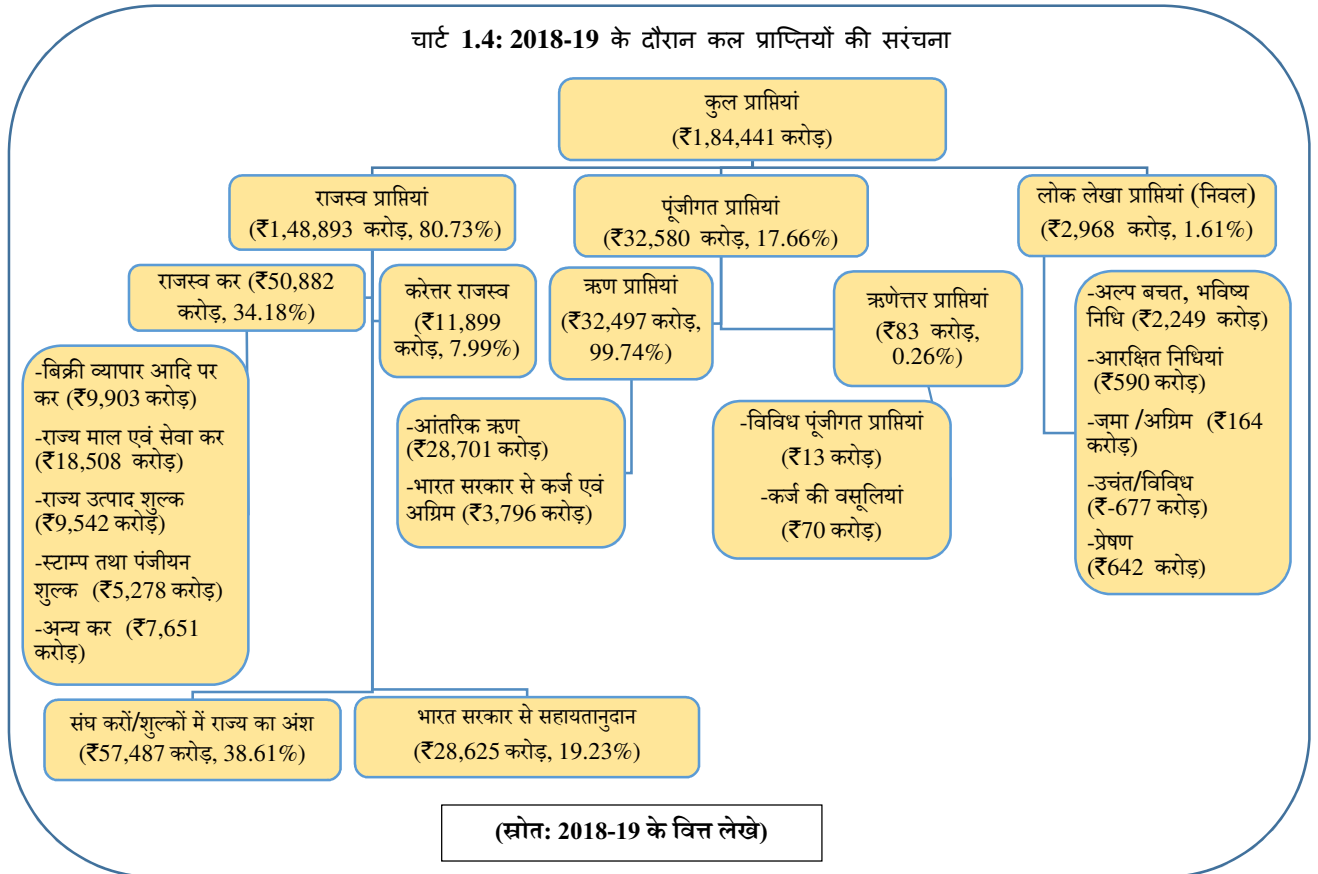 चार्ट 1.4: 2018-19 के दौरान कल प्राप्तियों की सरंचना
कुल प्राप्तियां
(₹1,84,441 करोड़)
राजस्व प्राप्तियां
(₹1,48,893 करोड़, 80.73%)
पूंजीगत प्राप्तियां
(₹32,580 करोड़, 17.66%)
लोक लेखा प्राप्तियां (निवल)
(₹2,968 करोड़, 1.61%)
राजस्व कर (₹50,882
करोड़, 34.18%)
करेत्तर राजस्व
(₹11,899
करोड़, 7.99%)
ऋण प्राप्तियां
(₹32,497 करोड़,
99.74%)
ऋणेत्तर प्राप्तियां
(₹83 करोड़,
0.26%)
-बिक्री व्यापार आदि पर
कर (₹9,903 करोड़)
-राज्य माल एवं सेवा कर
(₹18,508 करोड़)
-राज्य उत्पाद शुल्क
(₹9,542 करोड़)
-स्टाम्प तथा पंजीयन
शुल्क (₹5,278 करोड़)
-अन्य कर (₹7,651
करोड़)
-आंतरिक ऋण
(₹28,701 करोड़)
-भारत सरकार से कर्ज एवं
अग्रिम (₹3,796 करोड़)
-विविध पूंजीगत प्राप्तियां
(₹13 करोड़)
-कर्ज की वसूलियां
(₹70 करोड़)
-अल्प बचत, भविष्य
निधि (₹2,249 करोड़)
-आरक्षित निधियां
(₹590 करोड़)
-जमा /अग्रिम (₹164
करोड़)
-उचंत/विविध
(₹-677 करोड़)
-प्रेषण
(₹642 करोड़)
संघ करों/शुल्कों में राज्य का अंश
(₹57,487 करोड़, 38.61%)
भारत सरकार से सहायतानुदान
(₹28,625 करोड़, 19.23%)
(स्रोत: 2018-19 के वित्त लेखे)